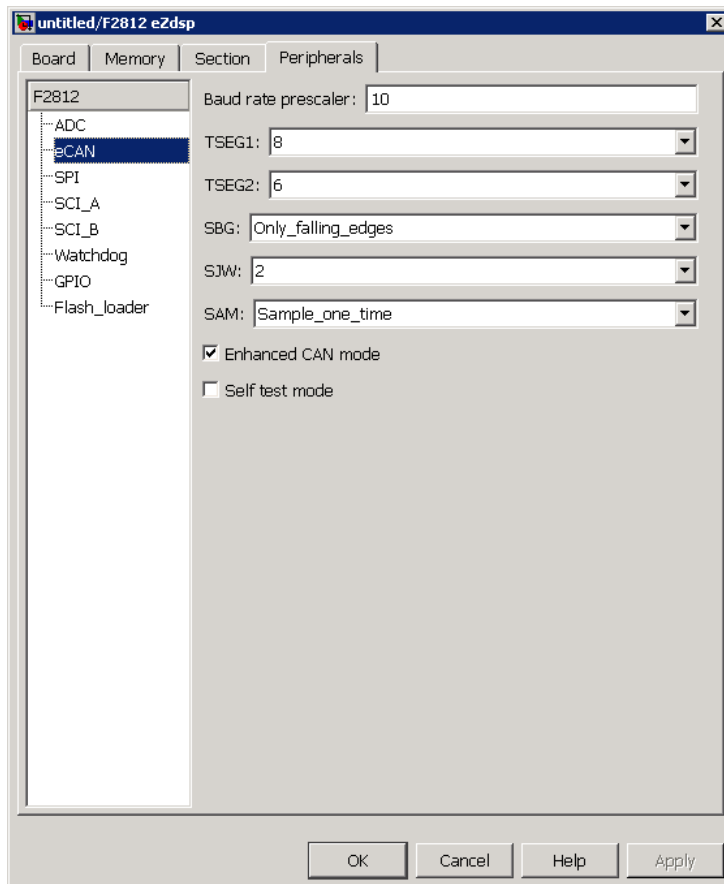 untitled/F2812 eZdsp
Board Memory Section Peripherals
F2812
ADC
eCAN
SPI
SCI_A
SCI_B
Watchdog
GPIO
Flash_loader
Baud rate prescaler: 10
TSEG1: 8
TSEG2: 6
SBG: Only_falling_edges
SJW: 2
SAM: Sample_one_time
Enhanced CAN mode
Self test mode
OK Cancel Help Apply